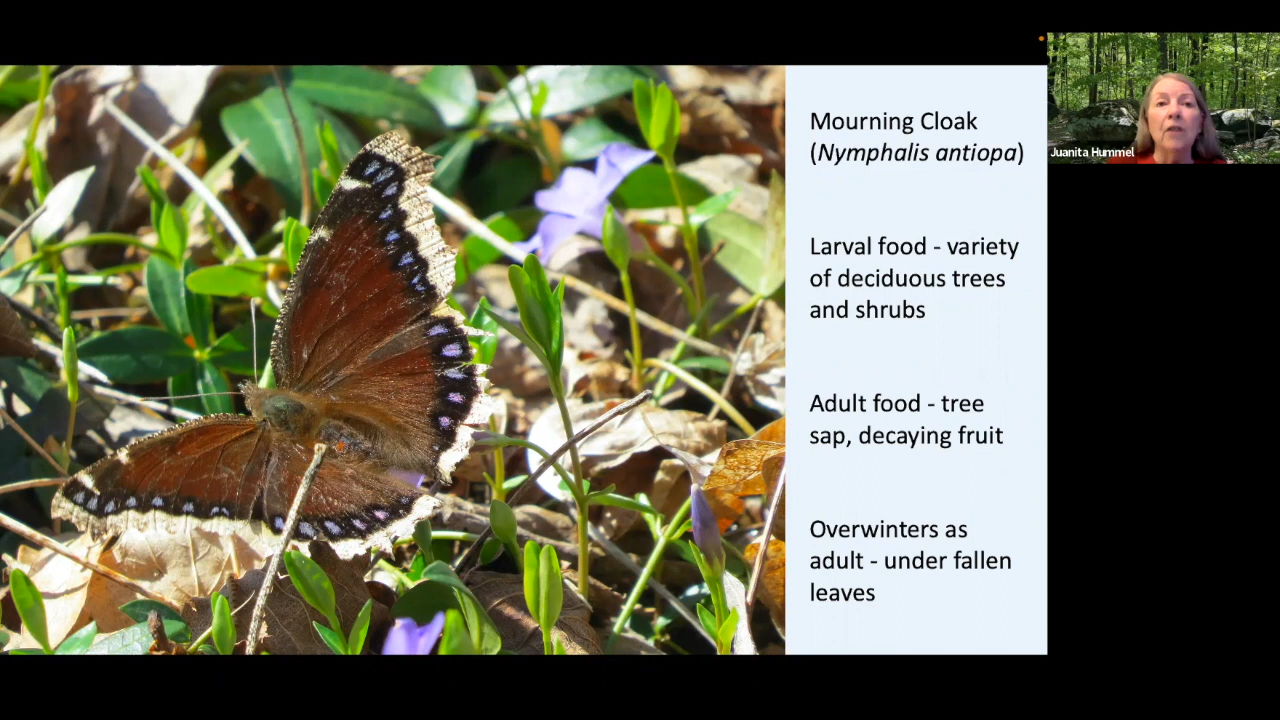 Mourning Cloak
(Nymphalis antiopa)
Larval food - variety
of deciduous trees
and shrubs
Adult food - tree
sap, decaying fruit
Overwinters as
adult - under fallen
leaves
Juanita Hummel